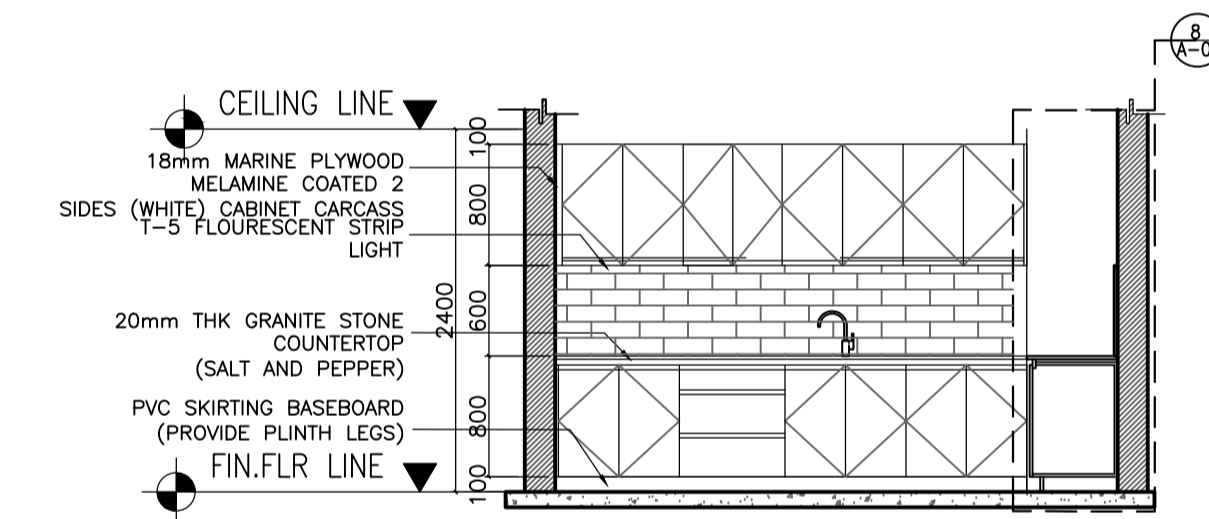 8
A-0
CEILING LINE
18mm MARINE PLYWOOD
MELAMINE COATED 2
SIDES (WHITE) CABINET CARCASS
T-5 FLOURESCENT STRIP
LIGHT
20mm THK GRANITE STONE
COUNTERTOP
(SALT AND PEPPER)
PVC SKIRTING BASEBOARD
(PROVIDE PLINTH LEGS)
FIN.FLR LINE
2400
100
800
600
800
100